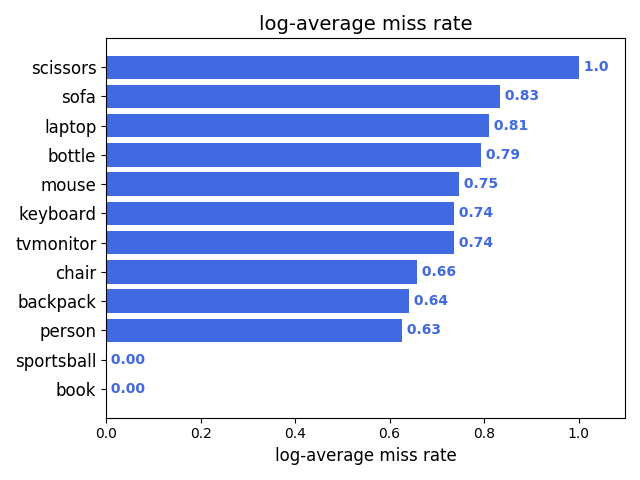 log-average miss rate
scissors 1.0
sofa 0.83
laptop 0.81
bottle 0.79
mouse 0.75
keyboard 0.74
tvmonitor 0.74
chair 0.66
backpack 0.64
person 0.63
sportsball 0.00
book 0.00
0.0 0.2 0.4 0.6 0.8 1.0
log-average miss rate